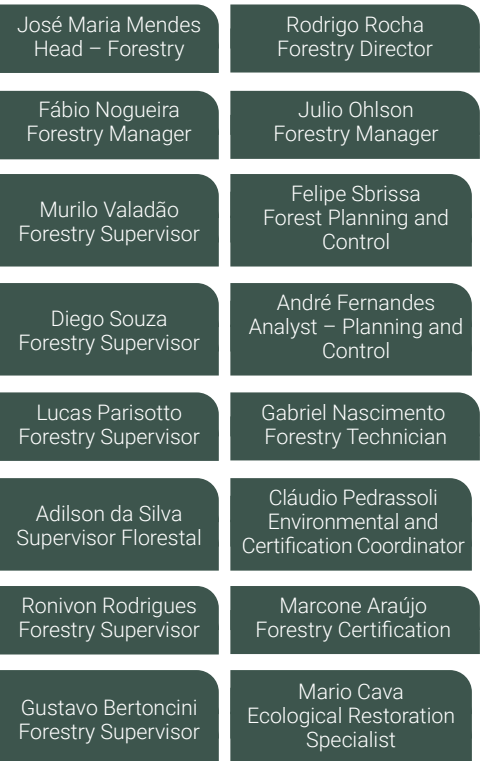 José Maria Mendes
Head – Forestry
Rodrigo Rocha
Forestry Director
Fábio Nogueira
Forestry Manager
Julio Ohlson
Forestry Manager
Murilo Valadão
Forestry Supervisor
Felipe Sbrissa
Forest Planning and
Control
Diego Souza
Forestry Supervisor
André Fernandes
Analyst – Planning and
Control
Lucas Parisotto
Forestry Supervisor
Gabriel Nascimento
Forestry Technician
Adilson da Silva
Supervisor Florestal
Cláudio Pedrassoli
Environmental and
Certification Coordinator
Ronivon Rodrigues
Forestry Supervisor
Marcone Araújo
Forestry Certification
Gustavo Bertoncini
Forestry Supervisor
Mario Cava
Ecological Restoration
Specialist